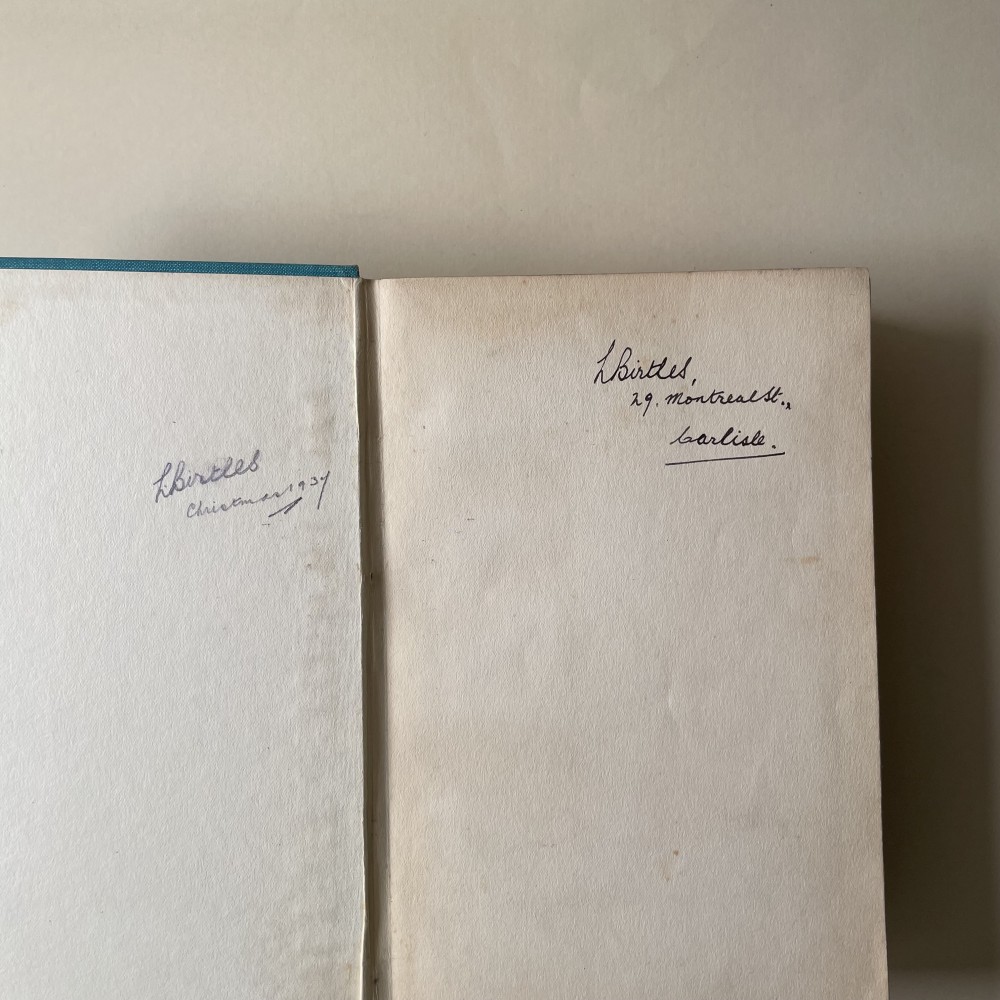 L Birtles
Christmas 1937
L Birtles,
29. Montreal St.,
Carlisle.